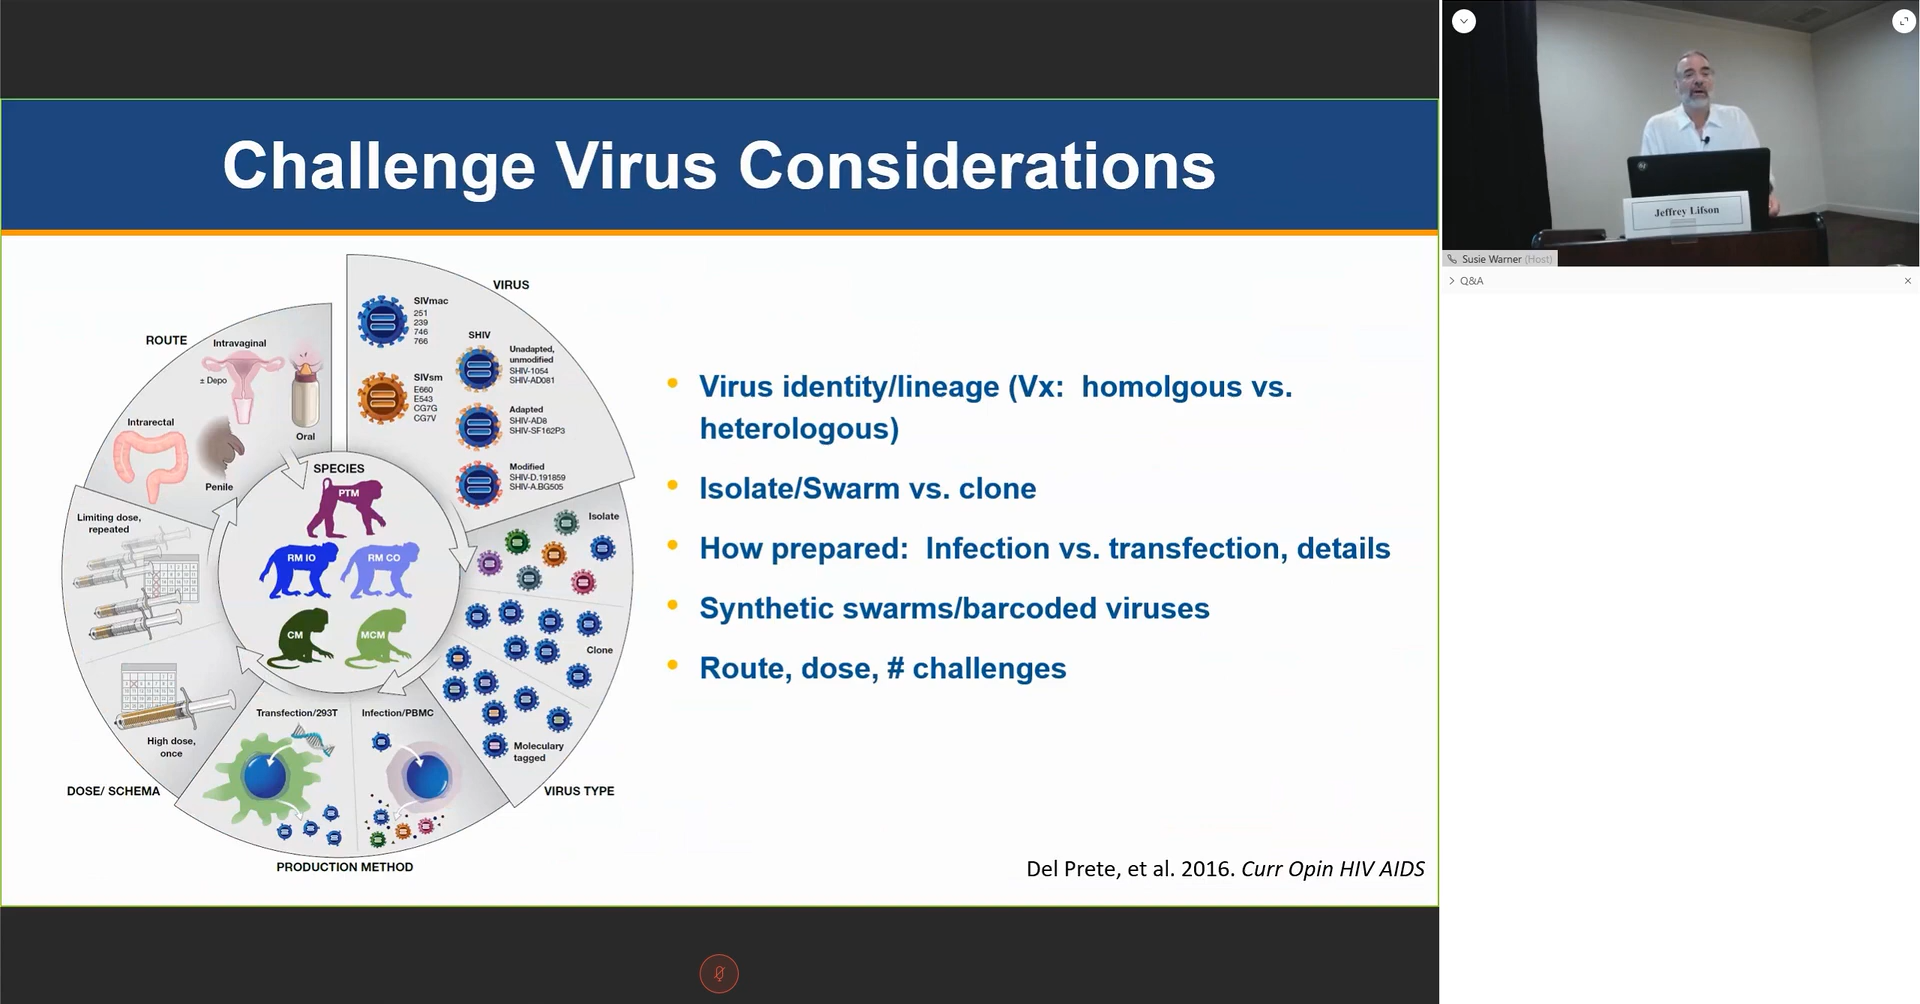 Challenge Virus Considerations
VIRUS
SIVmac
251
239
746
766
SIVsm
E660
E543
CG7G
CG7V
SHIV
Unadapted,
unmodified
SHIV-1054
SHIV-AD081
Adapted
SHIV-AD8
SHIV-SF162P3
Modified
SHIV-D.191859
SHIV-A.BG505
ROUTE
Intravaginal
± Depo
Oral
Intrarectal
Penile
SPECIES
PTM
RM IO
RM CO
CM
MCM
Isolate
Clone
Moleculary
tagged
VIRUS TYPE
Limiting dose,
repeated
High dose,
once
DOSE/ SCHEMA
Transfection/293T
Infection/PBMC
PRODUCTION METHOD
• Virus identity/lineage (Vx: homolgous vs.
heterologous)
• Isolate/Swarm vs. clone
• How prepared: Infection vs. transfection, details
• Synthetic swarms/barcoded viruses
• Route, dose, # challenges
Del Prete, et al. 2016. Curr Opin HIV AIDS
Jeffrey Lifson
Susie Warner (Host)
Q&A